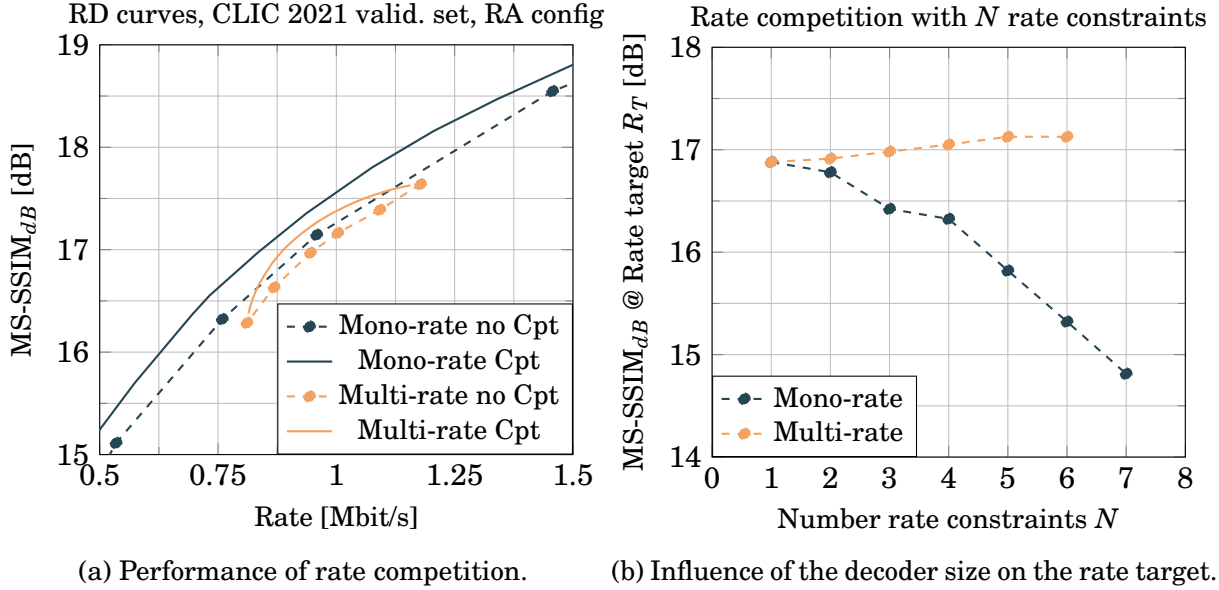 RD curves, CLIC 2021 valid. set, RA config
19
18
17
16
15
MS-SSIM_{dB} [dB]
0.5 0.75 1 1.25 1.5
Rate [Mbit/s]
Mono-rate no Cpt
Mono-rate Cpt
Multi-rate no Cpt
Multi-rate Cpt
(a) Performance of rate competition.
Rate competition with N rate constraints
18
17
16
15
14
MS-SSIM_{dB} @ Rate target R_T [dB]
0 1 2 3 4 5 6 7 8
Number rate constraints N
Mono-rate
Multi-rate
(b) Influence of the decoder size on the rate target.